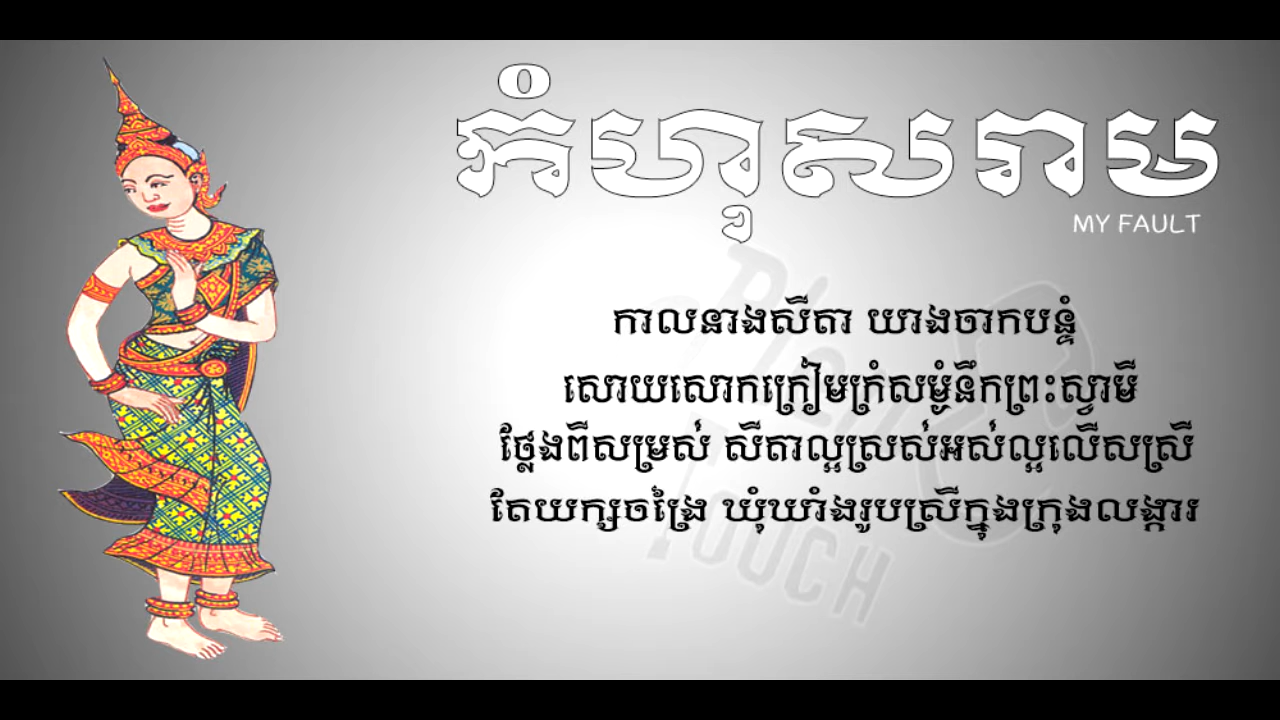 កំហុសរាម
MY FAULT
កាលនាងសីតា ឃាងចាកបន្ទំ
សោយសោកក្រៀមក្រំសម្ងំនឹកព្រះស្វាមី
ថ្លែងពីសម្រស់ សីតាល្អស្រស់អស់ល្អលើសស្រី
តែយក្សចង្រៃ ឃុំឃាំងរូបស្រីក្នុងក្រុងលង្ការ
Plen
Touch